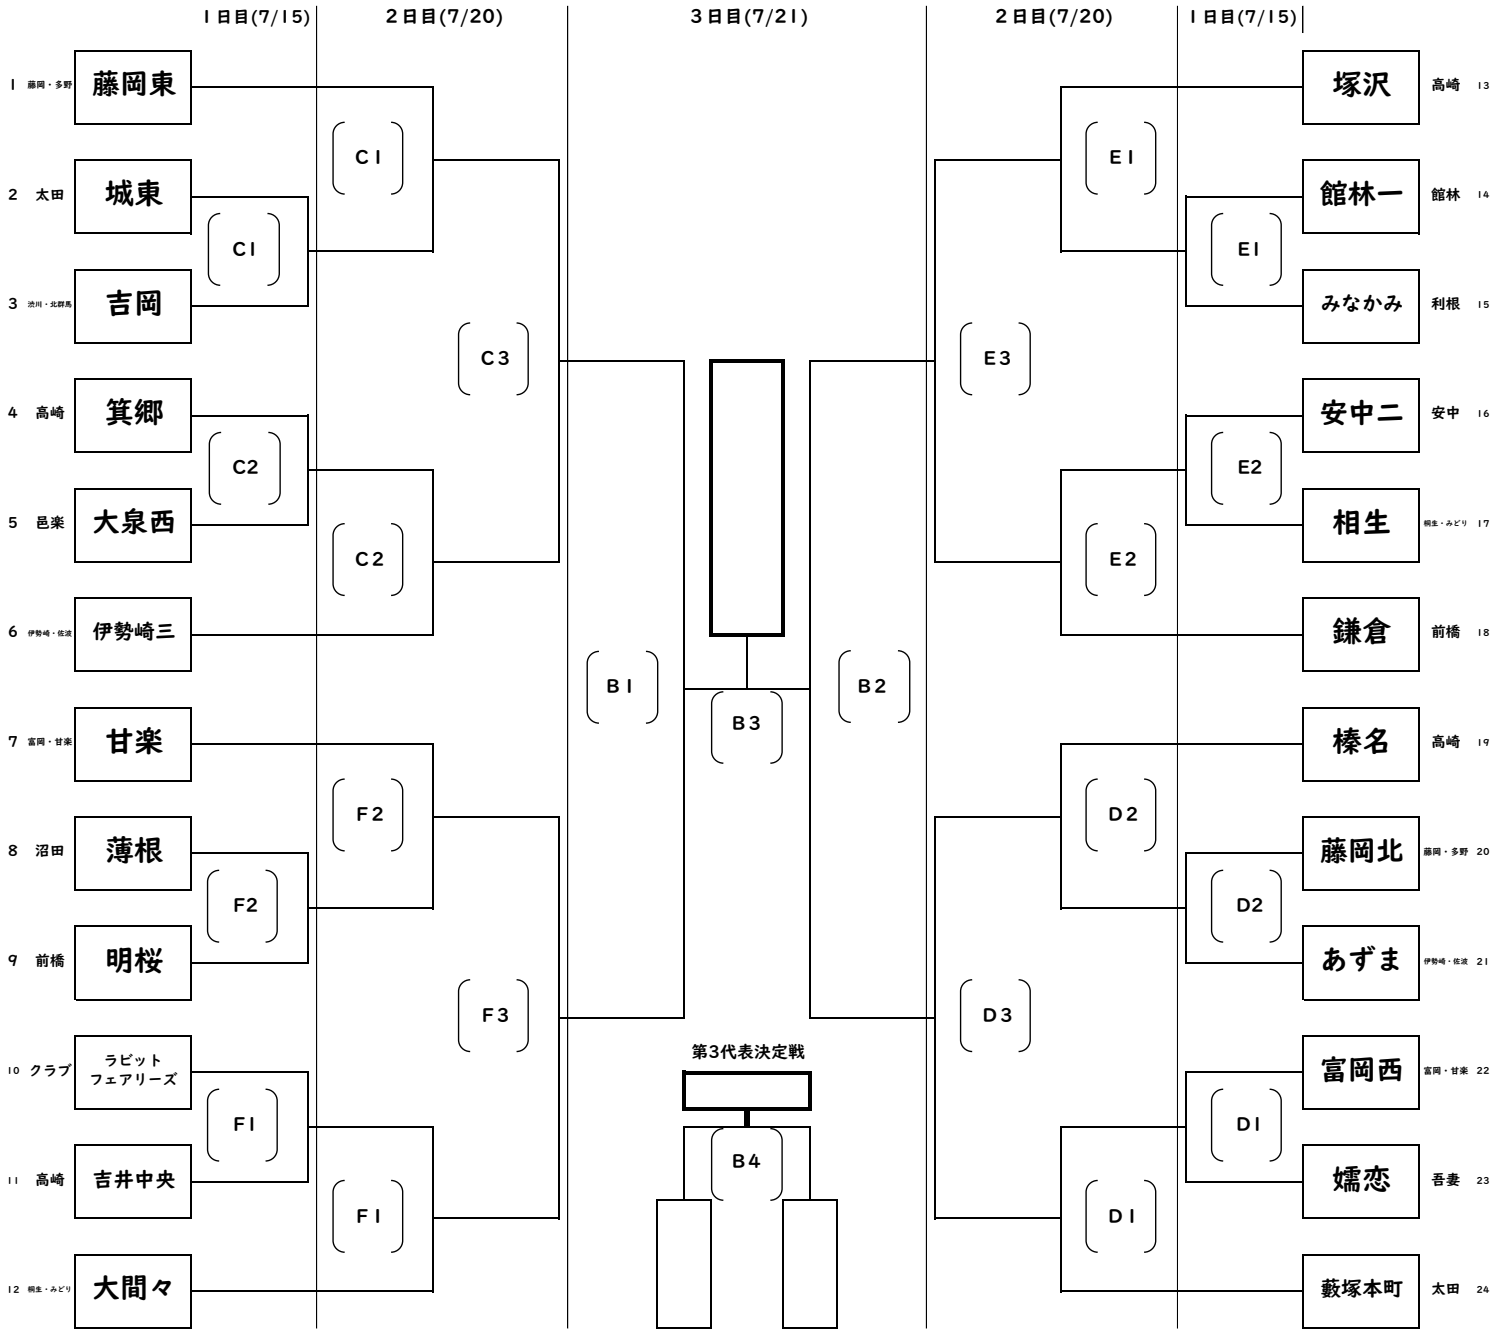 1日目(7/15) 2日目(7/20) 3日目(7/21) 2日目(7/20) 1日目(7/15)
1 藤岡・多野 藤岡東
2 太田 城東
3 渋川・北群馬 吉岡
4 高崎 箕郷
5 邑楽 大泉西
6 伊勢崎・佐波 伊勢崎三
7 富岡・甘楽 甘楽
8 沼田 薄根
9 前橋 明桜
10 クラブ ラビット
フェアリーズ
11 高崎 吉井中央
12 桐生・みどり 大間々
C1
C2
F2
F1
C1
C2
F2
F1
C3
F3
B1
B3
B2
第3代表決定戦
B4
E3
D3
E1
E2
D2
D1
E1
E2
D2
D1
塚沢 高崎 13
館林一 館林 14
みなかみ 利根 15
安中二 安中 16
相生 桐生・みどり 17
鎌倉 前橋 18
榛名 高崎 19
藤岡北 藤岡・多野 20
あずま 伊勢崎・佐波 21
富岡西 富岡・甘楽 22
嬬恋 吾妻 23
藪塚本町 太田 24